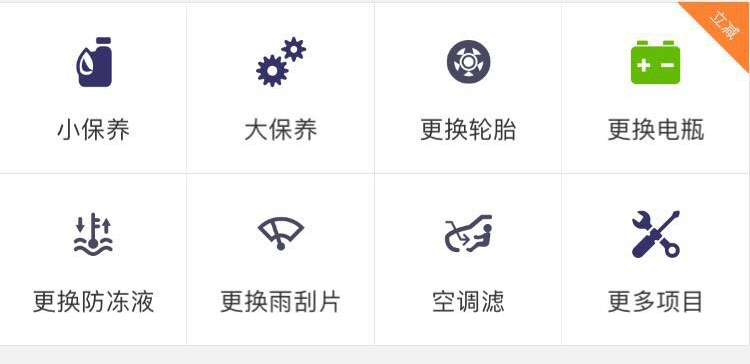 立减
小保养
大保养
更换轮胎
更换电瓶
更换防冻液
更换雨刮片
空调滤
更多项目